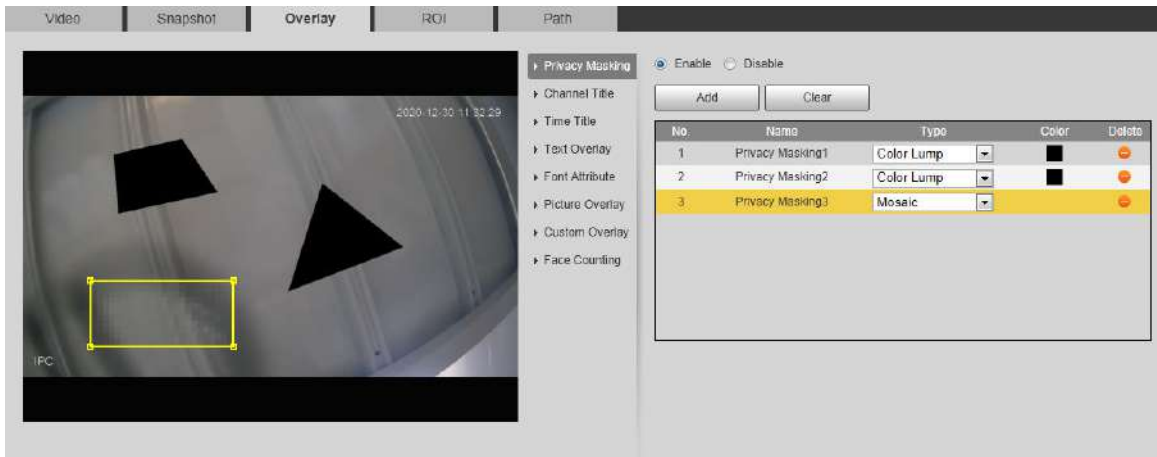 Video Snapshot Overlay ROI Path
2020-12-30 11:32:29
IPC
Privacy Masking
Channel Title
Time Title
Text Overlay
Font Attribute
Picture Overlay
Custom Overlay
Face Counting
Enable Disable
Add Clear
No. Name Type Color Delete
1 Privacy Masking1 Color Lump
2 Privacy Masking2 Color Lump
3 Privacy Masking3 Mosaic